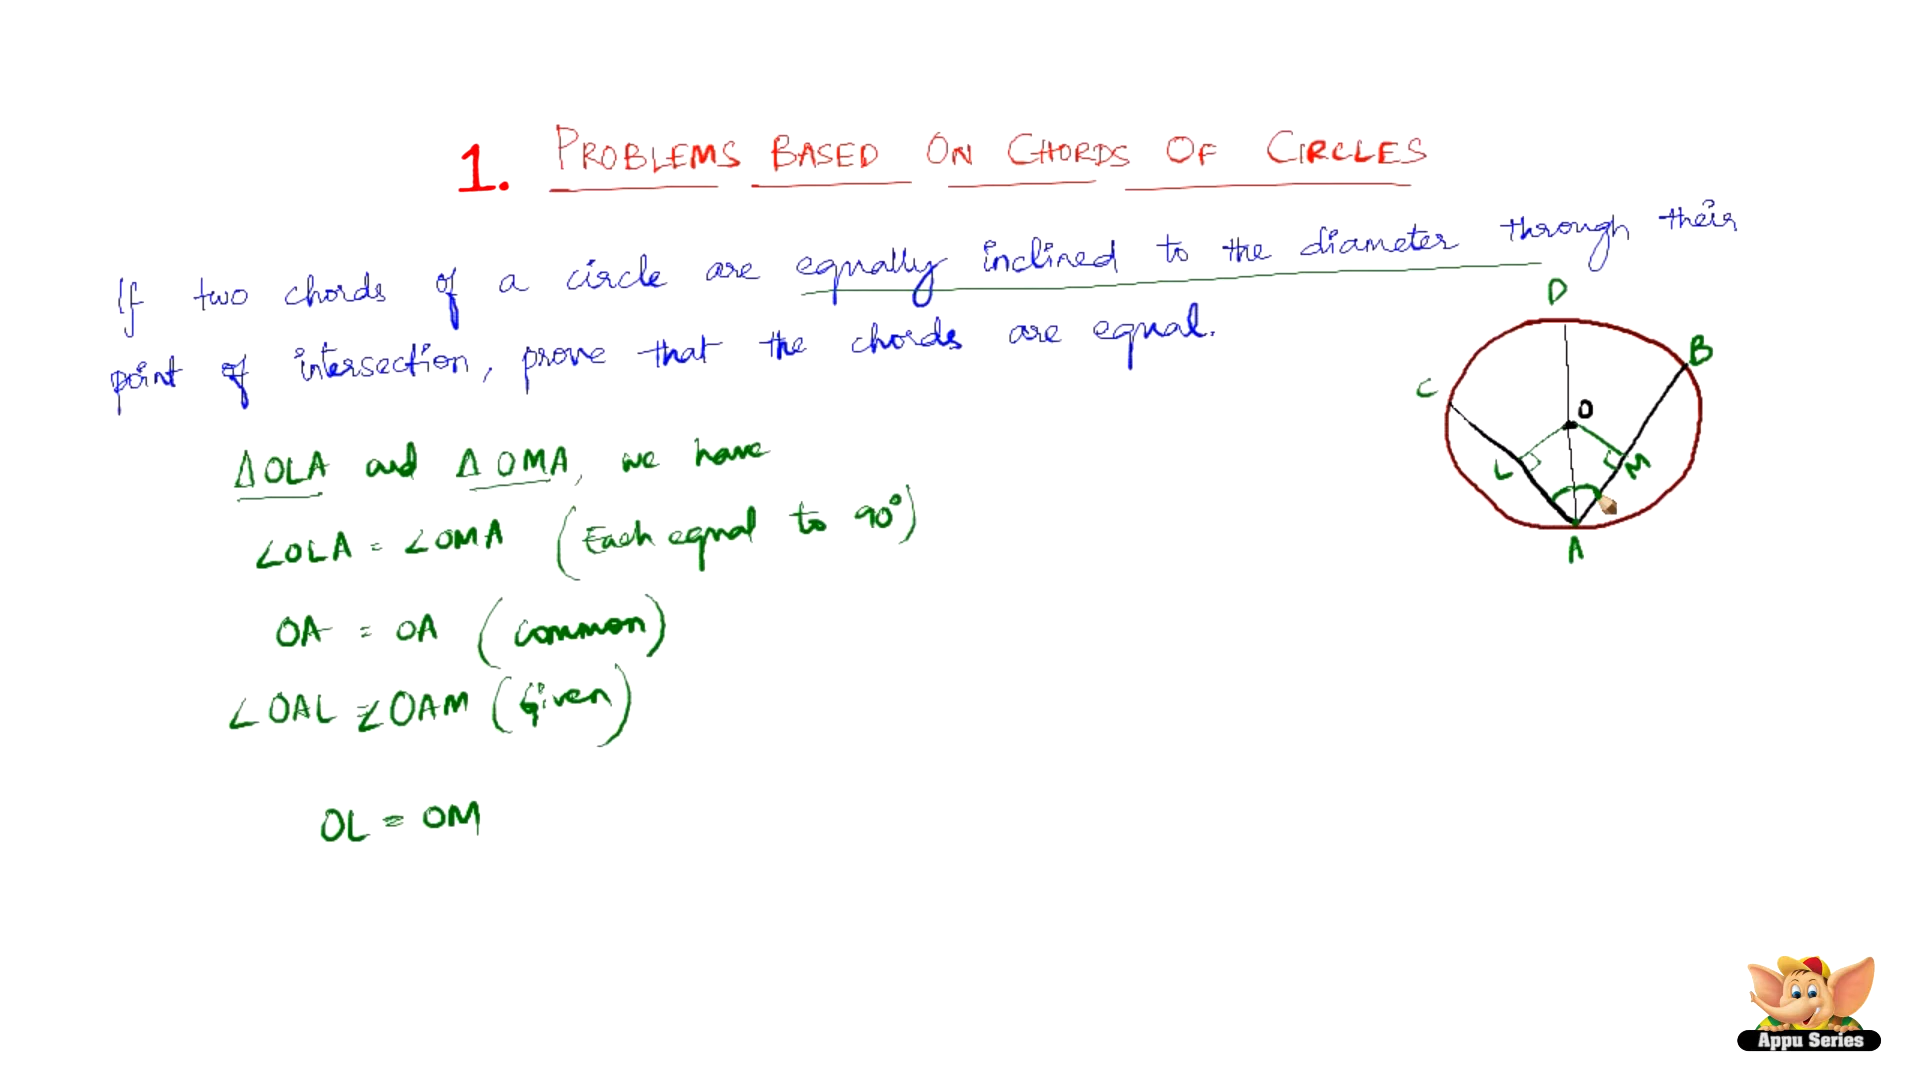 1. PROBLEMS BASED ON CHORDS OF CIRCLES
If two chords of a circle are equally inclined to the diameter through their
point of intersection, prove that the chords are equal.
D
B
C
O
L
M
A
∆OLA and ∆OMA, we have
∠OLA = ∠OMA (Each equal to 90°)
OA = OA (common)
∠OAL = ∠OAM (Given)
OL = OM
Appu Series